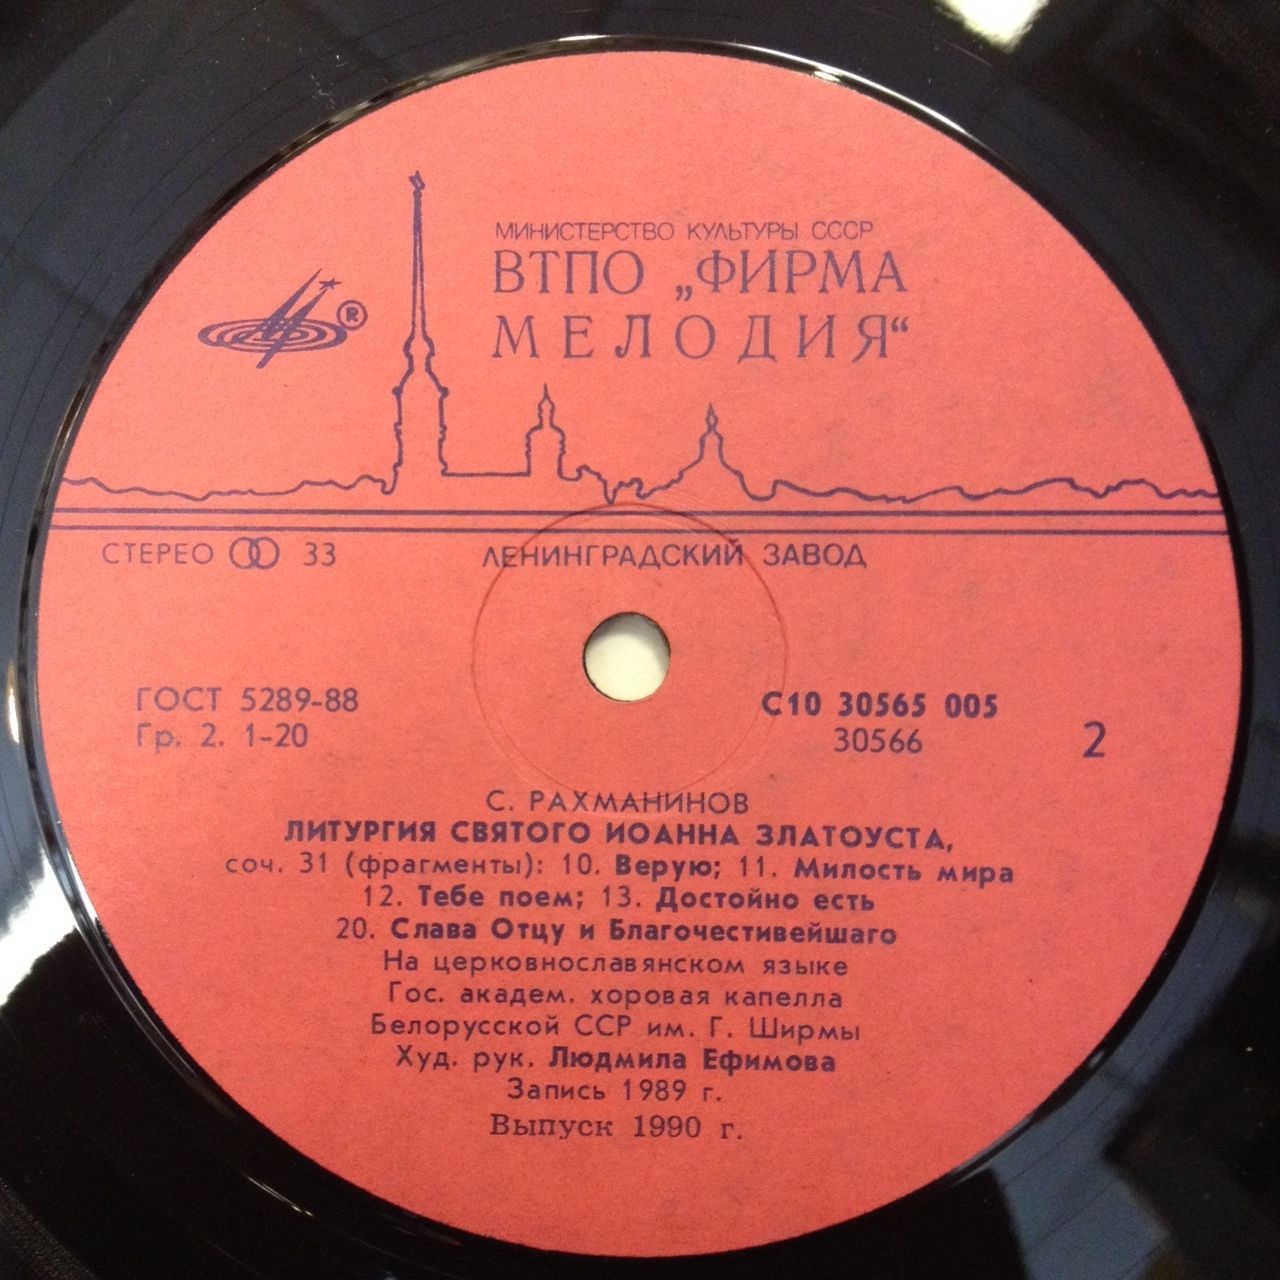 МИНИСТЕРСТВО КУЛЬТУРЫ СССР
ВТПО „ФИРМА
МЕЛОДИЯ“
®
СТЕРЕО 33
ЛЕНИНГРАДСКИЙ ЗАВОД
ГОСТ 5289-88
Гр. 2. 1-20
С10 30565 005
30566
2
С. РАХМАНИНОВ
ЛИТУРГИЯ СВЯТОГО ИОАННА ЗЛАТОУСТА,
соч. 31 (фрагменты): 10. Верую; 11. Милость мира
12. Тебе поем; 13. Достойно есть
20. Слава Отцу и Благочестивейшаго
На церковнославянском языке
Гос. академ. хоровая капелла
Белорусской ССР им. Г. Ширмы
Худ. рук. Людмила Ефимова
Запись 1989 г.
Выпуск 1990 г.